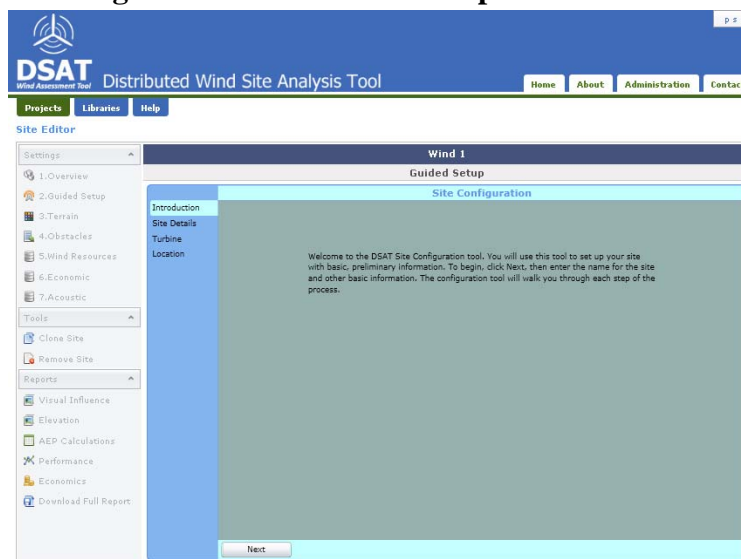 p s
DSAT
Wind Assessment Tool
Distributed Wind Site Analysis Tool
Home About Administration Contac
Projects Libraries Help
Site Editor
Settings
1.Overview
2.Guided Setup
3.Terrain
4.Obstacles
5.Wind Resources
6.Economic
7.Acoustic
Tools
Clone Site
Remove Site
Reports
Visual Influence
Elevation
AEP Calculations
Performance
Economics
Download Full Report
Wind 1
Guided Setup
Site Configuration
Introduction
Site Details
Turbine
Location
Welcome to the DSAT Site Configuration tool. You will use this tool to set up your site
with basic, preliminary information. To begin, click Next, then enter the name for the site
and other basic information. The configuration tool will walk you through each step of the
process.
Next